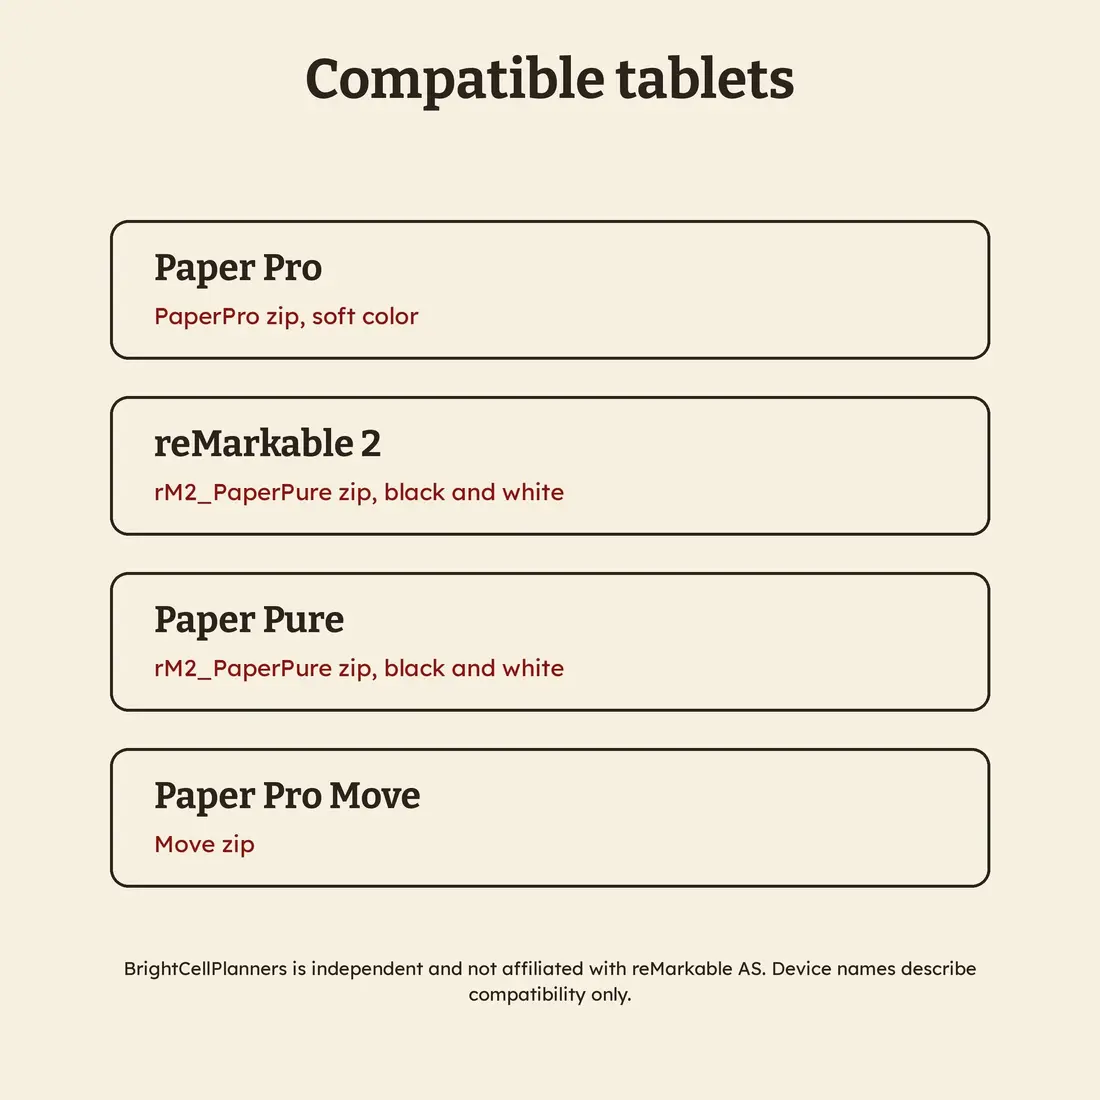 Compatible tablets
Paper Pro
PaperPro zip, soft color
reMarkable 2
rM2_PaperPure zip, black and white
Paper Pure
rM2_PaperPure zip, black and white
Paper Pro Move
Move zip
BrightCellPlanners is independent and not affiliated with reMarkable AS. Device names describe
compatibility only.